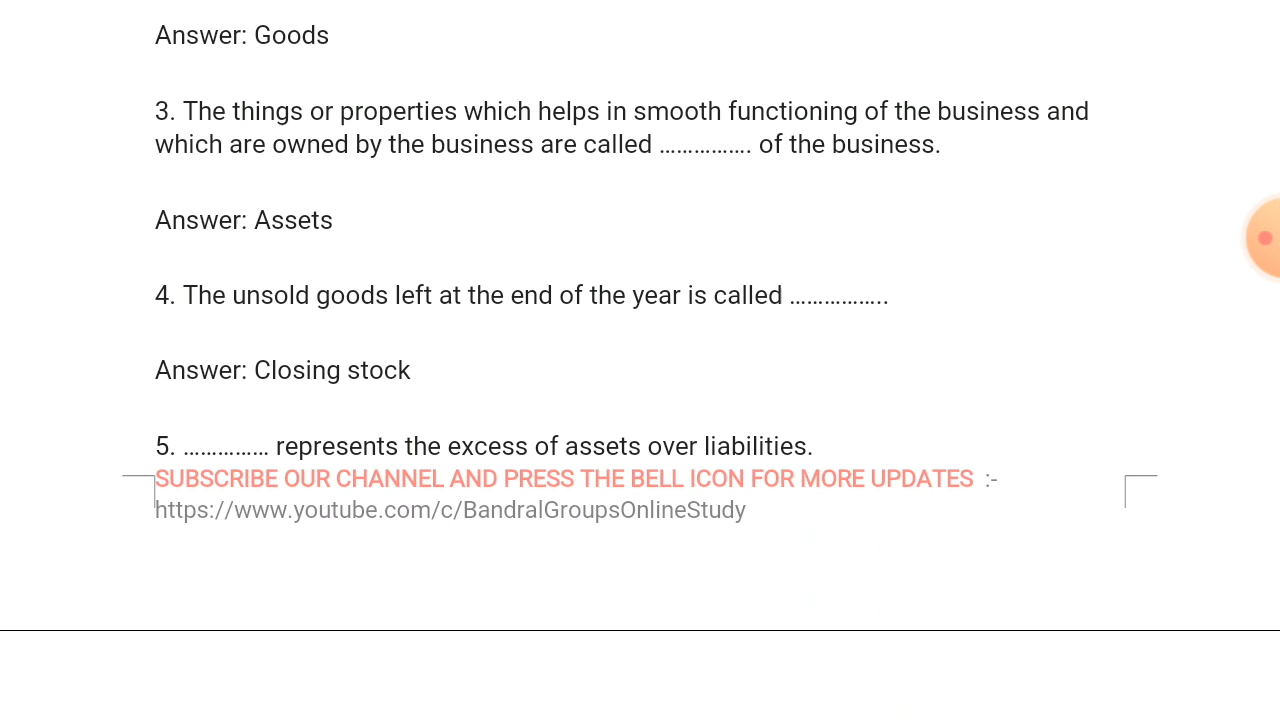 Answer: Goods
3. The things or properties which helps in smooth functioning of the business and
which are owned by the business are called ................ of the business.
Answer: Assets
4. The unsold goods left at the end of the year is called .................
Answer: Closing stock
5. ............... represents the excess of assets over liabilities.
SUBSCRIBE OUR CHANNEL AND PRESS THE BELL ICON FOR MORE UPDATES :-
https://www.youtube.com/c/BandralGroupsOnlineStudy